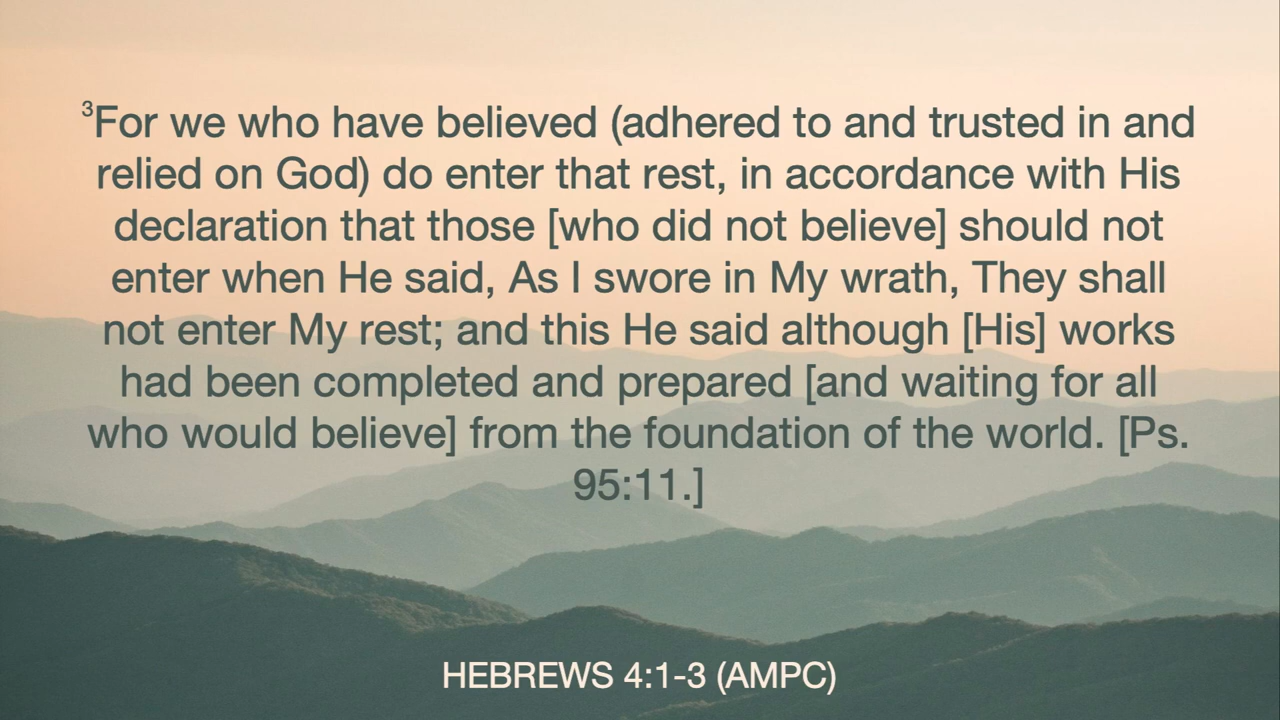 ³For we who have believed (adhered to and trusted in and
relied on God) do enter that rest, in accordance with His
declaration that those [who did not believe] should not
enter when He said, As I swore in My wrath, They shall
not enter My rest; and this He said although [His] works
had been completed and prepared [and waiting for all
who would believe] from the foundation of the world. [Ps.
95:11.]
HEBREWS 4:1-3 (AMPC)